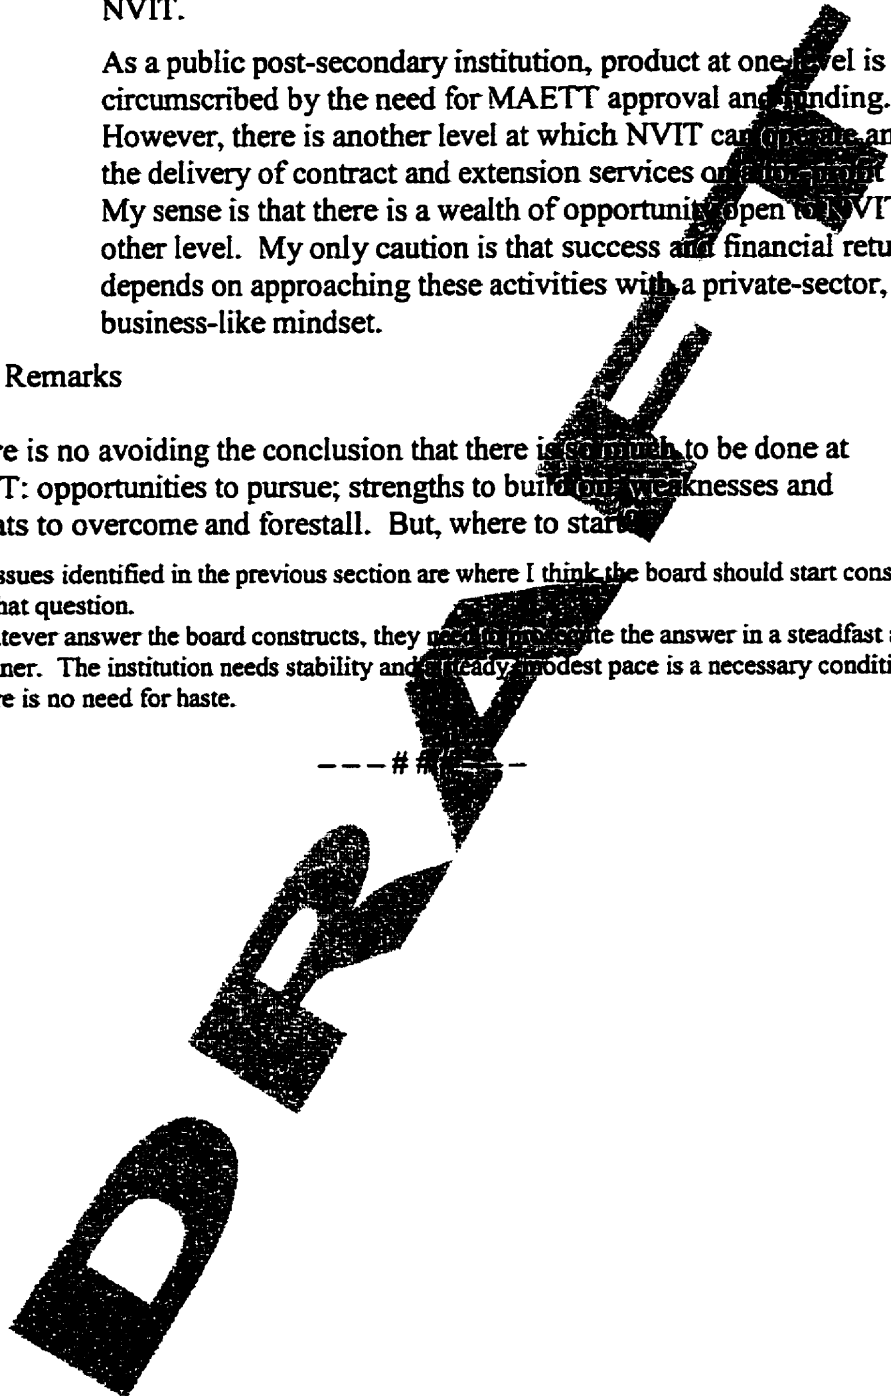 NVIT.
As a public post-secondary institution, product at one level is
circumscribed by the need for MAETT approval and funding.
However, there is another level at which NVIT can operate an
the delivery of contract and extension services on
My sense is that there is a wealth of opportunity open to NVIT
other level. My only caution is that success and financial retu
depends on approaching these activities with a private-sector,
business-like mindset.
Remarks
re is no avoiding the conclusion that there is so much to be done at
T: opportunities to pursue; strengths to build on; weaknesses and
ats to overcome and forestall. But, where to start
ssues identified in the previous section are where I think the board should start cons
hat question.
tever answer the board constructs, they need to prosecute the answer in a steadfast a
ner. The institution needs stability and a steady, modest pace is a necessary conditi
re is no need for haste.
---# #
DRAFT